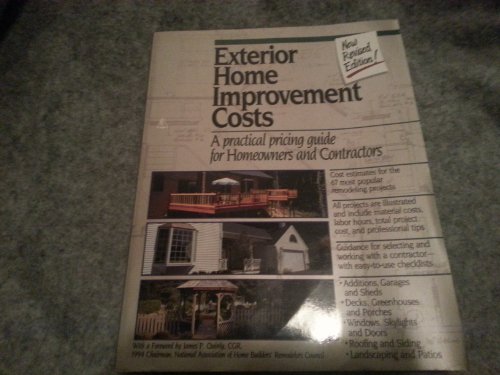 Exterior
Home
Improvement
Costs
New
Revised
Edition!
A practical pricing guide
for Homeowners and Contractors
Cost estimates for the
67 most popular
remodeling projects
All projects are illustrated
and include material costs,
labor hours, total project
cost, and professional tips
Guidance for selecting and
working with a contractor—
with easy-to-use checklists
• Additions, Garages
and Sheds
• Decks, Greenhouses
and Porches
• Windows, Skylights
and Doors
• Roofing and Siding
• Landscaping and Patios
With a Foreword by James P. CGR,
1994 Chairman, National Association of Home Builders' Remodelors Council